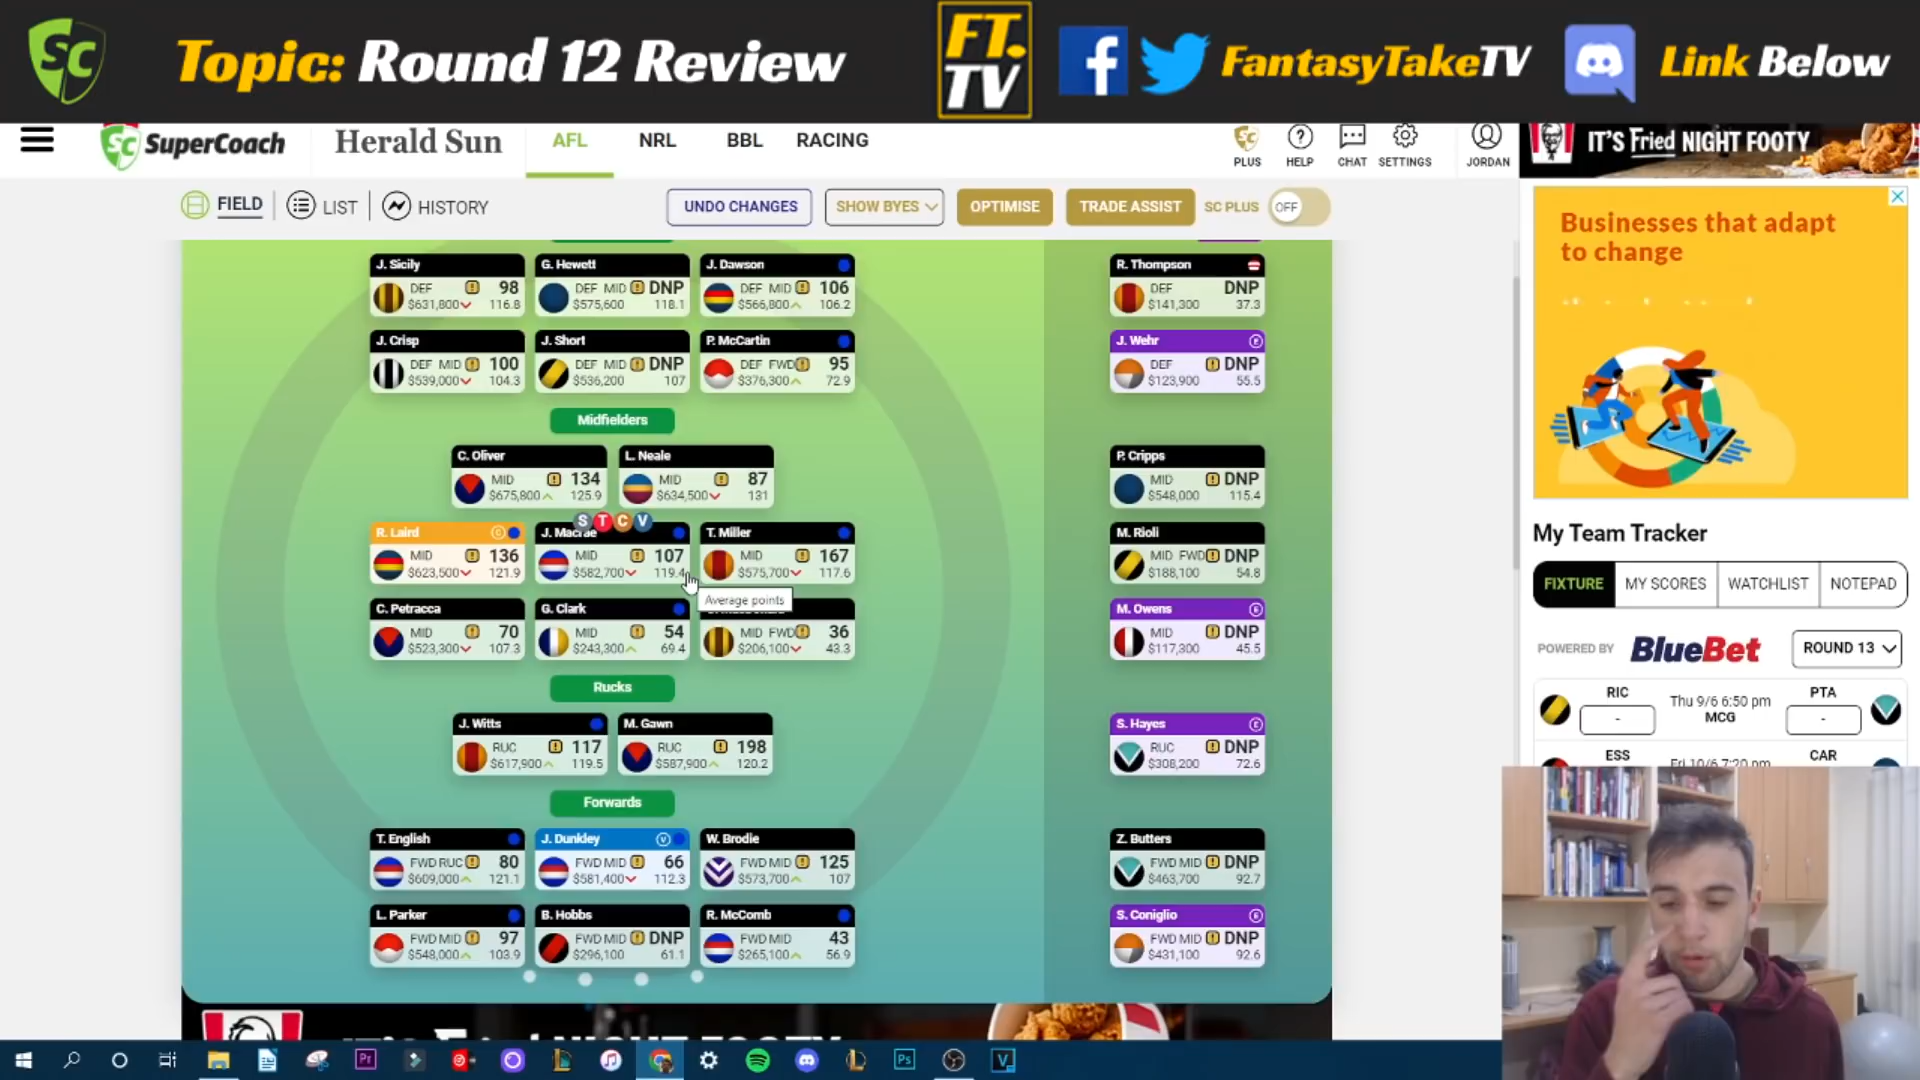 SC
Topic: Round 12 Review
FT.
TV
FantasyTakeTV
Link Below
SC SuperCoach
Herald Sun
AFL
NRL
BBL
RACING
PLUS
HELP
CHAT
SETTINGS
JORDAN
IT'S Fried NIGHT FOOTY
FIELD
LIST
HISTORY
UNDO CHANGES
SHOW BYES
OPTIMISE
TRADE ASSIST
SC PLUS
OFF
J. Sicily
DEF 98
$631,800 116.8
G. Hewett
DEF MID DNP
$575,600 118.1
J. Dawson
DEF MID 106
$566,800 106.2
R. Thompson
DEF DNP
$141,300 37.3
J. Crisp
DEF MID 100
$539,000 104.3
J. Short
DEF MID DNP
$536,200 107
P. McCartin
DEF FWD 95
$376,300 72.9
J. Wehr
DEF DNP
$123,900 55.5
Midfielders
C. Oliver
MID 134
$675,800 125.9
L. Neale
MID 87
$634,500 131
P. Cripps
MID DNP
$548,000 115.4
S T C V
R. Laird
MID 136
$623,500 121.9
J. Macrae
MID 107
$582,700 119.4
T. Miller
MID 167
$575,700 117.6
M. Rioli
MID FWD DNP
$188,100 54.8
Average points
C. Petracca
MID 70
$523,300 107.3
G. Clark
MID 54
$243,300 69.4
MID FWD 36
$206,100 43.3
M. Owens
MID DNP
$117,300 45.5
Rucks
J. Witts
RUC 117
$617,900 119.5
M. Gawn
RUC 198
$587,900 120.2
S. Hayes
RUC DNP
$308,200 72.6
Forwards
T. English
FWD RUC 80
$609,000 121.1
J. Dunkley
FWD MID 66
$581,400 112.3
W. Brodie
FWD MID 125
$573,700 107
Z. Butters
FWD MID DNP
$463,700 92.7
L. Parker
FWD MID 97
$548,000 103.9
B. Hobbs
FWD MID DNP
$296,100 61.1
R. McComb
FWD MID 43
$265,100 56.9
S. Coniglio
FWD MID DNP
$431,100 92.6
Businesses that adapt
to change
My Team Tracker
FIXTURE
MY SCORES
WATCHLIST
NOTEPAD
POWERED BY BlueBet
ROUND 13
RIC
Thu 9/6 6:50 pm
MCG
PTA
ESS
Fri 10/6 7:20 pm
CAR